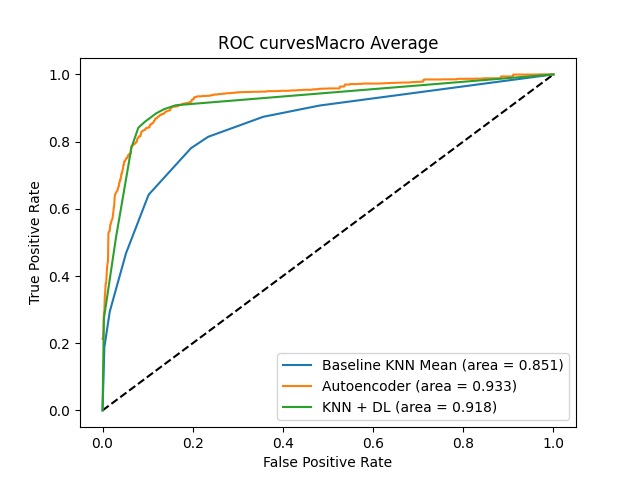 ROC curvesMacro Average
True Positive Rate
1.0
0.8
0.6
0.4
0.2
0.0
Baseline KNN Mean (area = 0.851)
Autoencoder (area = 0.933)
KNN + DL (area = 0.918)
0.0 0.2 0.4 0.6 0.8 1.0
False Positive Rate